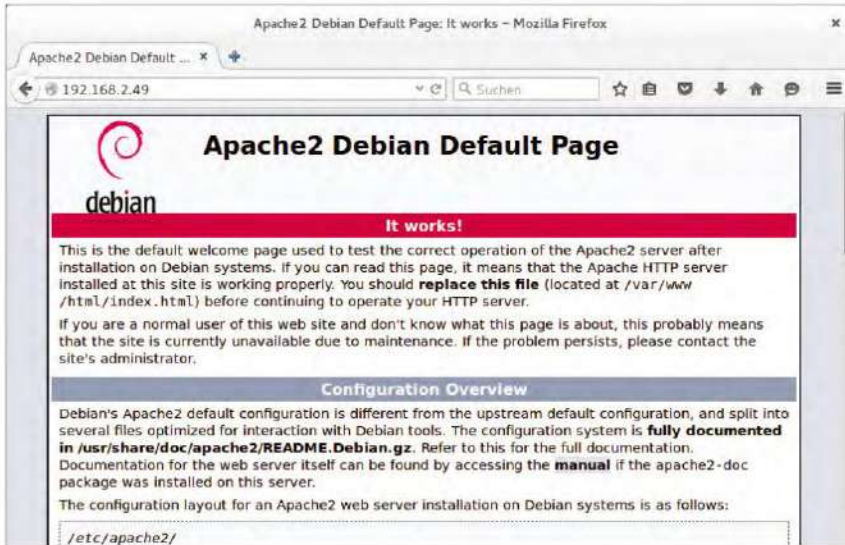 Apache2 Debian Default Page: It works – Mozilla Firefox
Apache2 Debian Default ...
192.168.2.49
Suchen
debian
Apache2 Debian Default Page
It works!
This is the default welcome page used to test the correct operation of the Apache2 server after
installation on Debian systems. If you can read this page, it means that the Apache HTTP server
installed at this site is working properly. You should replace this file (located at /var/www
/html/index.html) before continuing to operate your HTTP server.
If you are a normal user of this web site and don't know what this page is about, this probably means
that the site is currently unavailable due to maintenance. If the problem persists, please contact the
site's administrator.
Configuration Overview
Debian's Apache2 default configuration is different from the upstream default configuration, and split into
several files optimized for interaction with Debian tools. The configuration system is fully documented
in /usr/share/doc/apache2/README.Debian.gz. Refer to this for the full documentation.
Documentation for the web server itself can be found by accessing the manual if the apache2-doc
package was installed on this server.
The configuration layout for an Apache2 web server installation on Debian systems is as follows:
/etc/apache2/